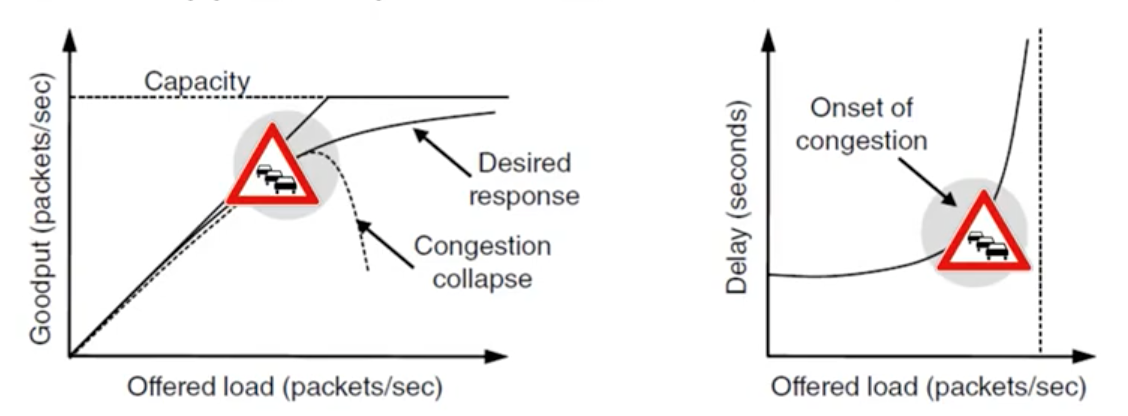 Capacity
Desired
response
Congestion
collapse
Goodput (packets/sec)
Offered load (packets/sec)
Onset of
congestion
Delay (seconds)
Offered load (packets/sec)